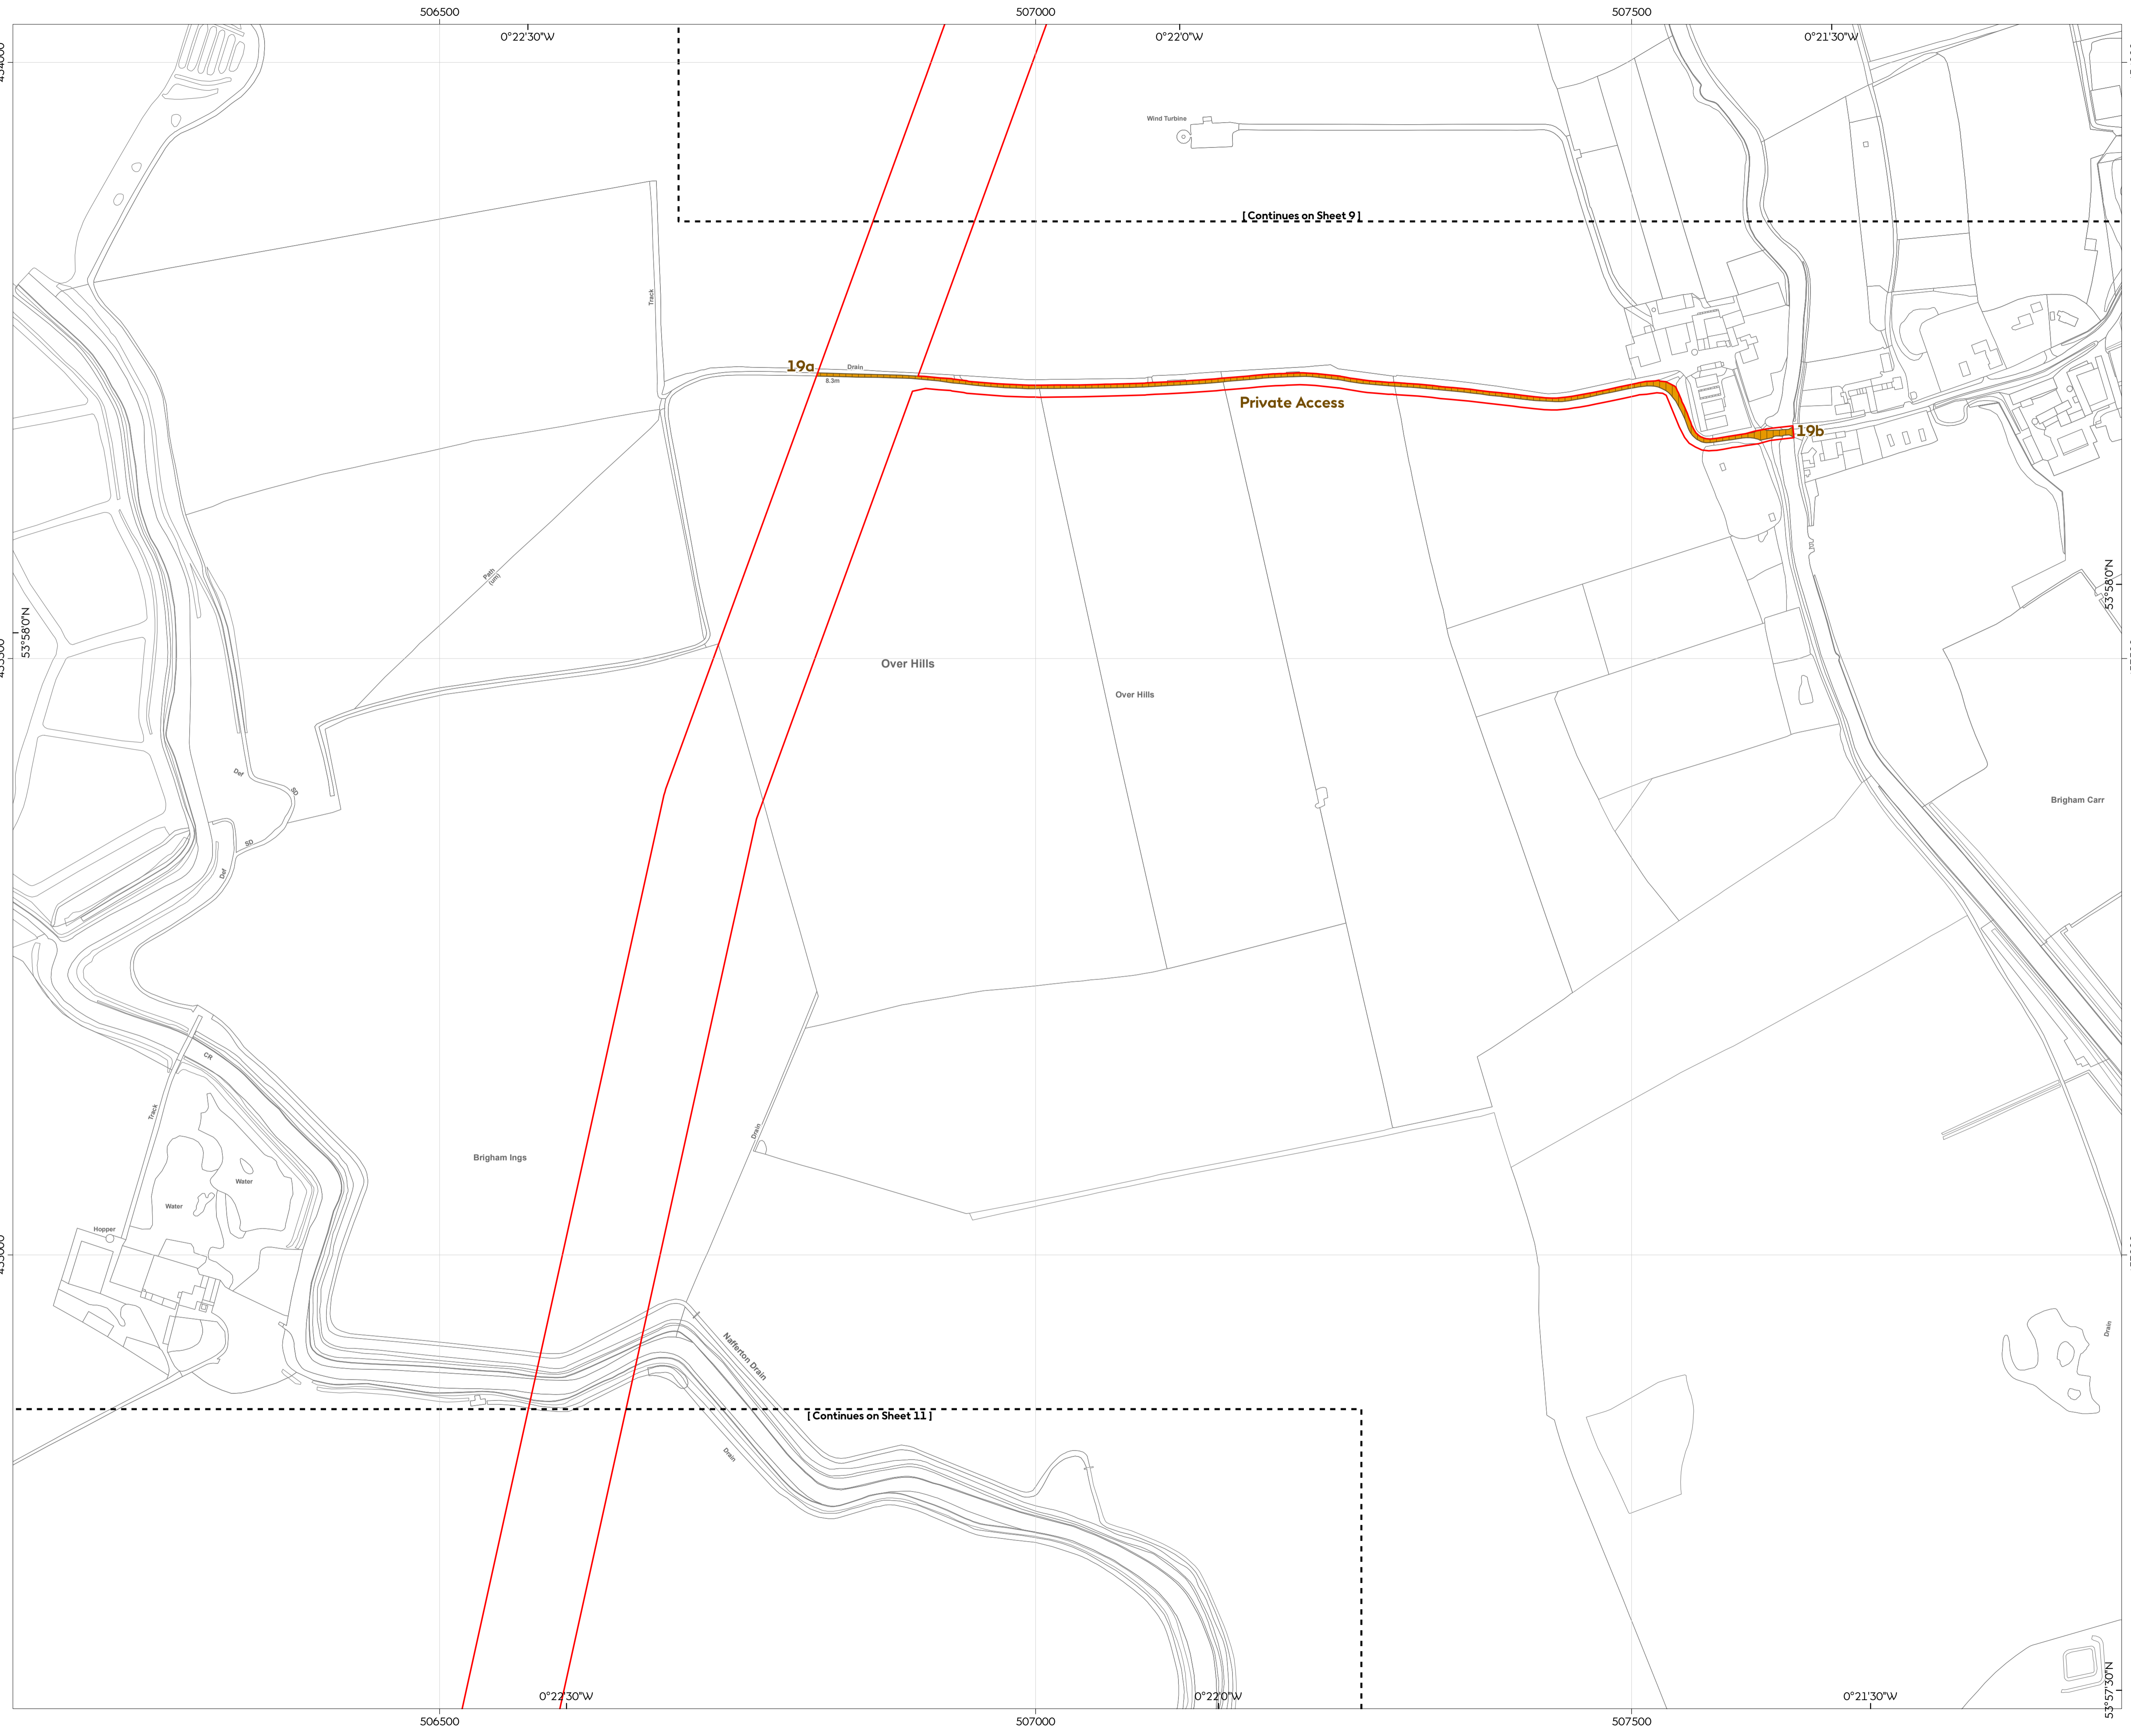 506500
507000
507500
0°22'30"W
0°22'0"W
0°21'30"W
Wind Turbine
[ Continues on Sheet 9 ]
Track
19a
Drain
8.3m
Private Access
19b
Path
(um)
53°58'0"N
53°58'0"N
Over Hills
Over Hills
Def
SD
SD
Def
Brigham Carr
CR
Track
Drain
Brigham Ings
Water
Water
Hopper
Nafferton Drain
Drain
[ Continues on Sheet 11 ]
Drain
53°57'30"N
0°22'30"W
0°22'0"W
0°21'30"W
506500
507000
507500